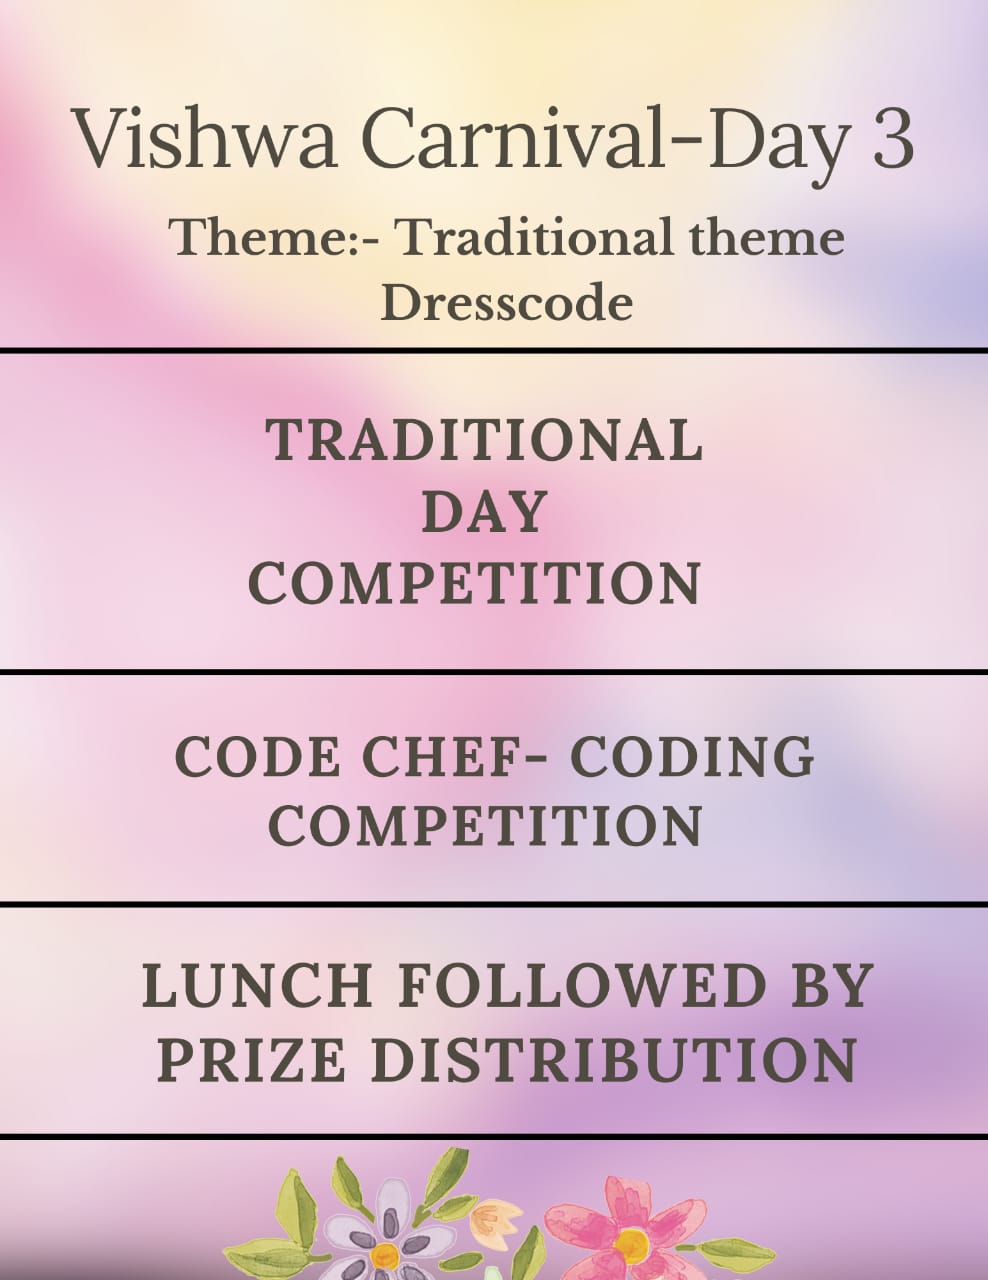 Vishwa Carnival-Day 3
Theme:- Traditional theme
Dresscode
TRADITIONAL
DAY
COMPETITION
CODE CHEF- CODING
COMPETITION
LUNCH FOLLOWED BY
PRIZE DISTRIBUTION